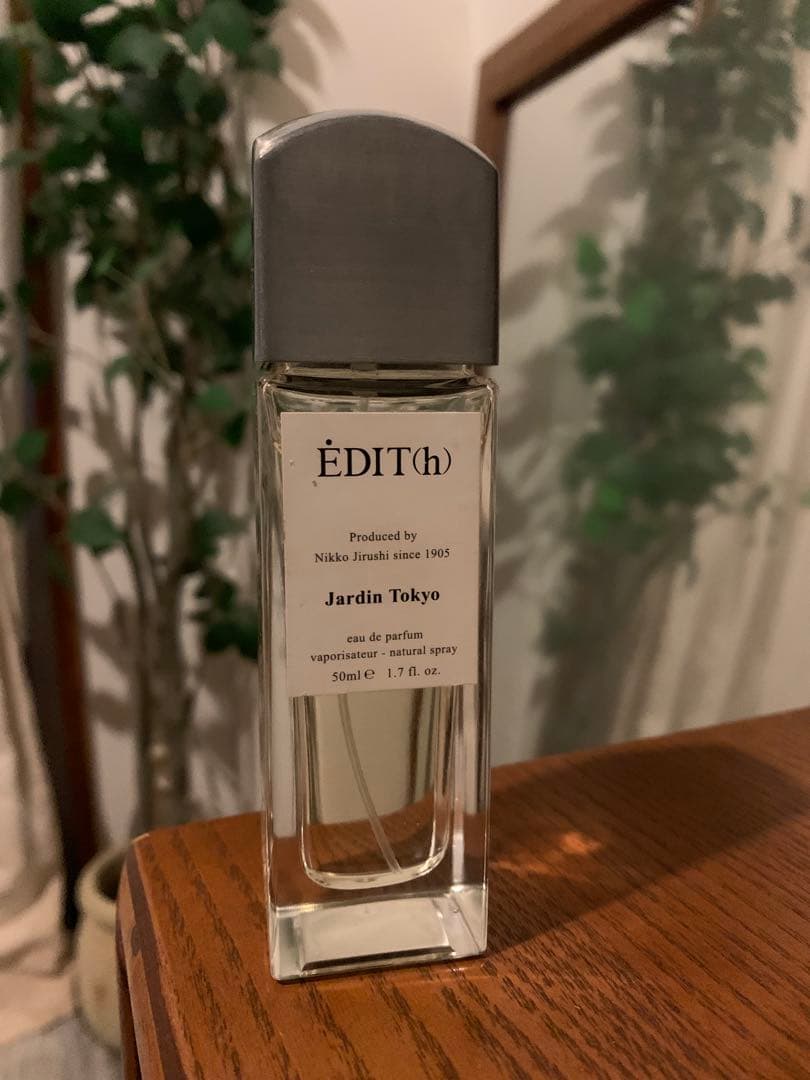 ĖDIT(h)
Produced by
Nikko Jirushi since 1905
Jardin Tokyo
eau de parfum
vaporisateur - natural spray
50ml ℮ 1.7 fl. oz.